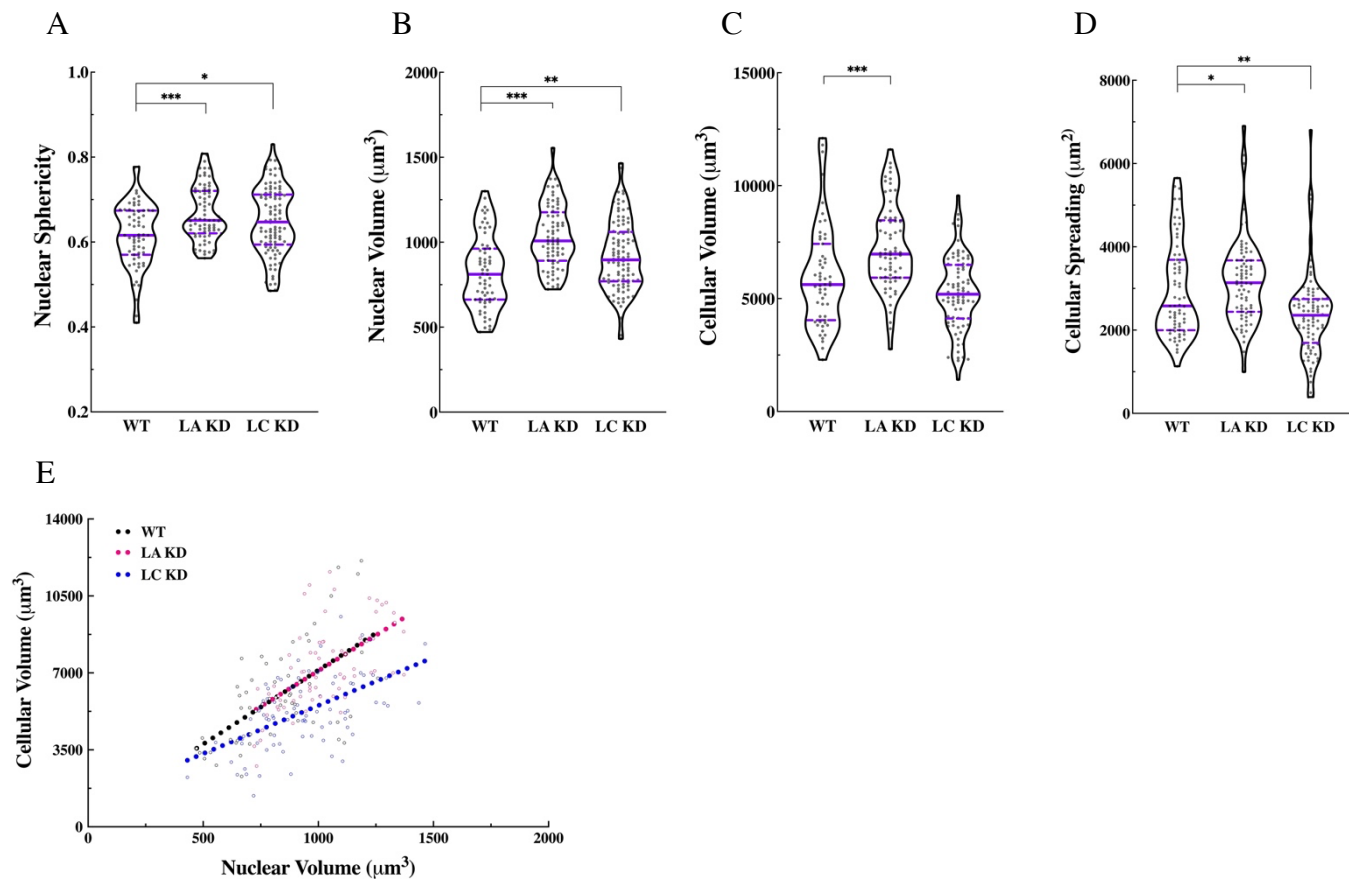 A
B
C
D
Nuclear Sphericity
1.0
0.8
0.6
0.4
0.2
*
***
WT LA KD LC KD
Nuclear Volume (μm³)
2000
1500
1000
500
0
**
***
WT LA KD LC KD
Cellular Volume (μm³)
15000
10000
5000
0
***
WT LA KD LC KD
Cellular Spreading (μm²)
8000
6000
4000
2000
0
**
*
WT LA KD LC KD
E
Cellular Volume (μm³)
14000
10500
7000
3500
0
WT
LA KD
LC KD
0 500 1000 1500 2000
Nuclear Volume (μm³)